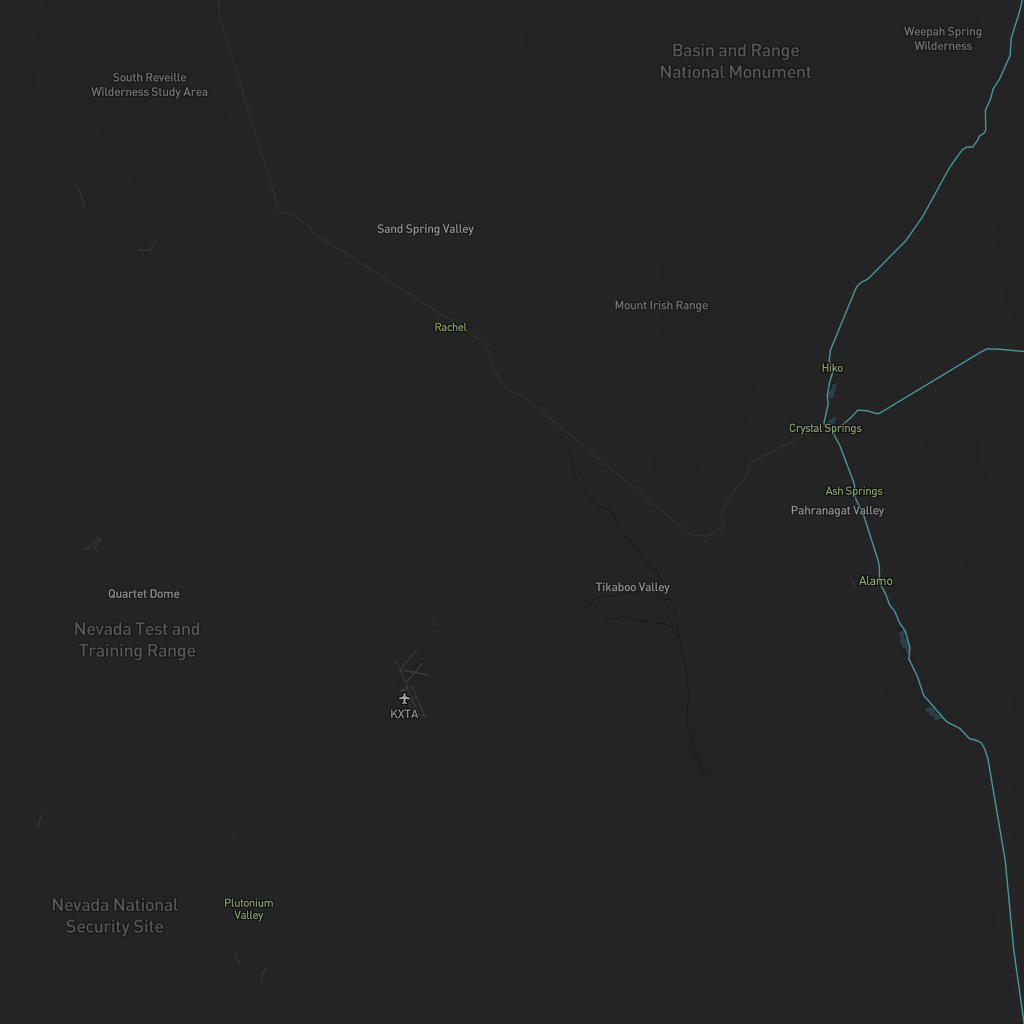 Weepah Spring
Wilderness
Basin and Range
National Monument
South Reveille
Wilderness Study Area
Sand Spring Valley
Mount Irish Range
Rachel
Hiko
Crystal Springs
Ash Springs
Pahranagat Valley
Alamo
Tikaboo Valley
Quartet Dome
Nevada Test and
Training Range
KXTA
Nevada National
Security Site
Plutonium
Valley